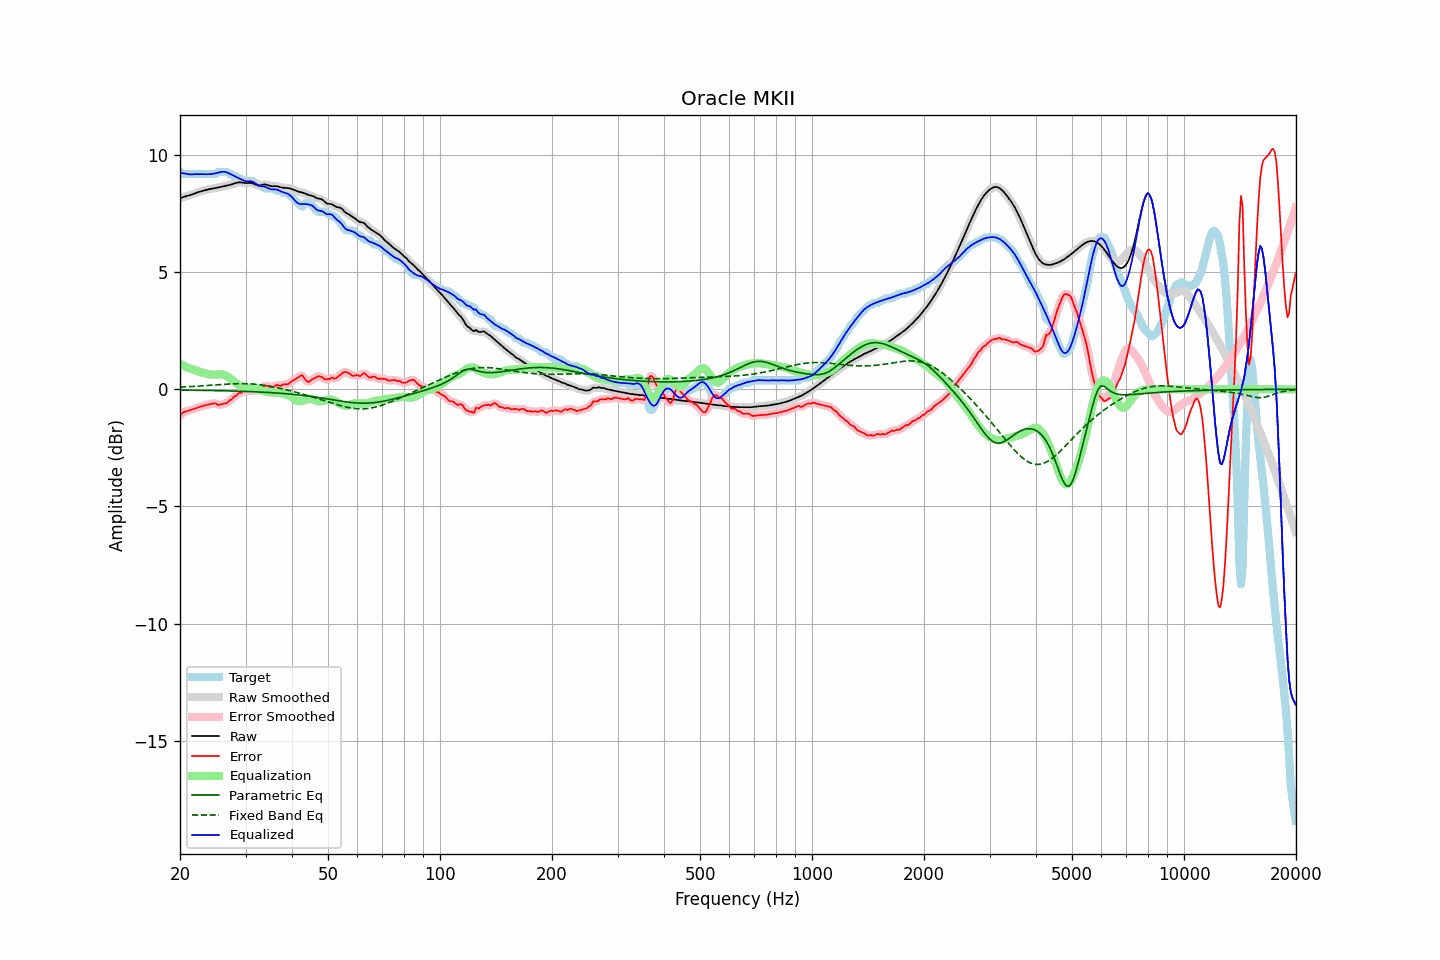 Oracle MKII
10
5
0
−5
−10
−15
Amplitude (dBr)
Target
Raw Smoothed
Error Smoothed
Raw
Error
Equalization
Parametric Eq
Fixed Band Eq
Equalized
20 50 100 200 500 1000 2000 5000 10000 20000
Frequency (Hz)